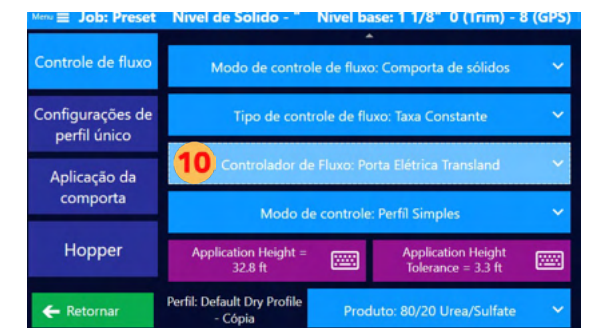 Menu Job: Preset Nivel de Sólido - " Nivel base: 1 1/8" 0 (Trim) - 8 (GPS)
Controle de fluxo
Modo de controle de fluxo: Comporta de sólidos
Configurações de
perfil único
Tipo de controle de fluxo: Taxa Constante
10 Controlador de Fluxo: Porta Elétrica Transland
Aplicação da
comporta
Modo de controle: Perfil Simples
Hopper
Application Height =
32.8 ft
Application Height
Tolerance = 3.3 ft
Retornar
Perfil: Default Dry Profile
- Cópia
Produto: 80/20 Urea/Sulfate